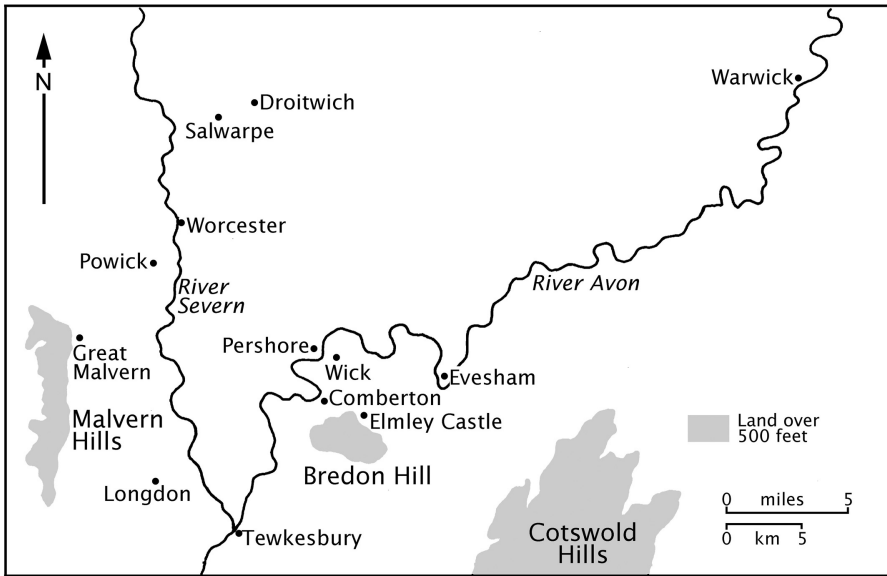 N
Warwick
Droitwich
Salwarpe
Worcester
Powick
River
Severn
River Avon
Great
Malvern
Pershore
Wick
Evesham
Comberton
Elmley Castle
Malvern
Hills
Bredon Hill
Land over
500 feet
Longdon
0 miles 5
0 km 5
Tewkesbury
Cotswold
Hills